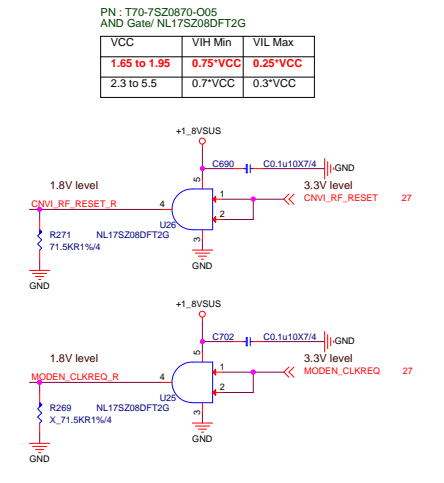 PN : T70-7SZ0870-O05
AND Gate/ NL17SZ08DFT2G
VCC VIH Min VIL Max
1.65 to 1.95 0.75*VCC 0.25*VCC
2.3 to 5.5 0.7*VCC 0.3*VCC
+1_8VSUS
C690 C0.1u10X7/4 GND
1.8V level 5 3.3V level
CNVI_RF_RESET_R 4 1 CNVI_RF_RESET 27
2
U26
R271 NL17SZ08DFT2G 3
71.5KR1%/4
GND
GND
+1_8VSUS
C702 C0.1u10X7/4 GND
1.8V level 5 3.3V level
MODEN_CLKREQ_R 4 1 MODEN_CLKREQ 27
2
U25
R269 NL17SZ08DFT2G 3
X_71.5KR1%/4
GND
GND